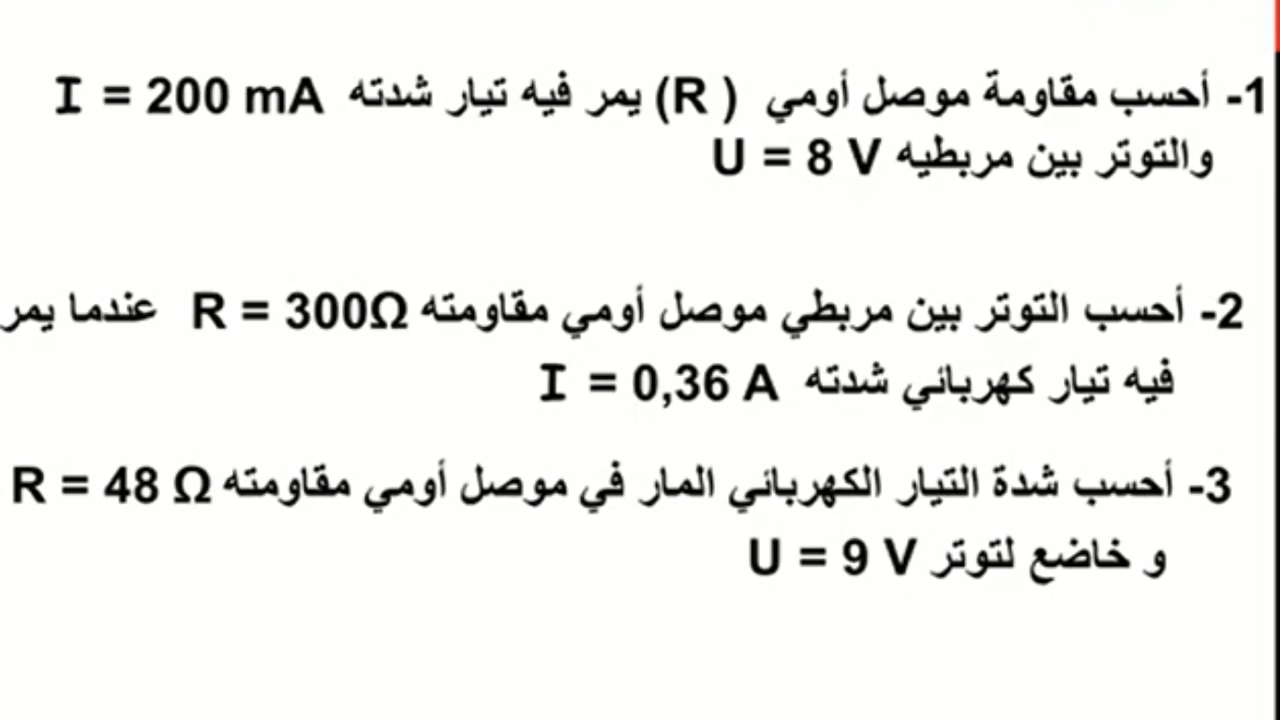 1- أحسب مقاومة موصل أومي (R ) يمر فيه تيار شدته I = 200 mA
والتوتر بين مربطيه U = 8 V
2- أحسب التوتر بين مربطي موصل أومي مقاومته R = 300Ω عندما يمر
فيه تيار كهربائي شدته I = 0,36 A
3- أحسب شدة التيار الكهربائي المار في موصل أومي مقاومته R = 48 Ω
و خاضع لتوتر U = 9 V